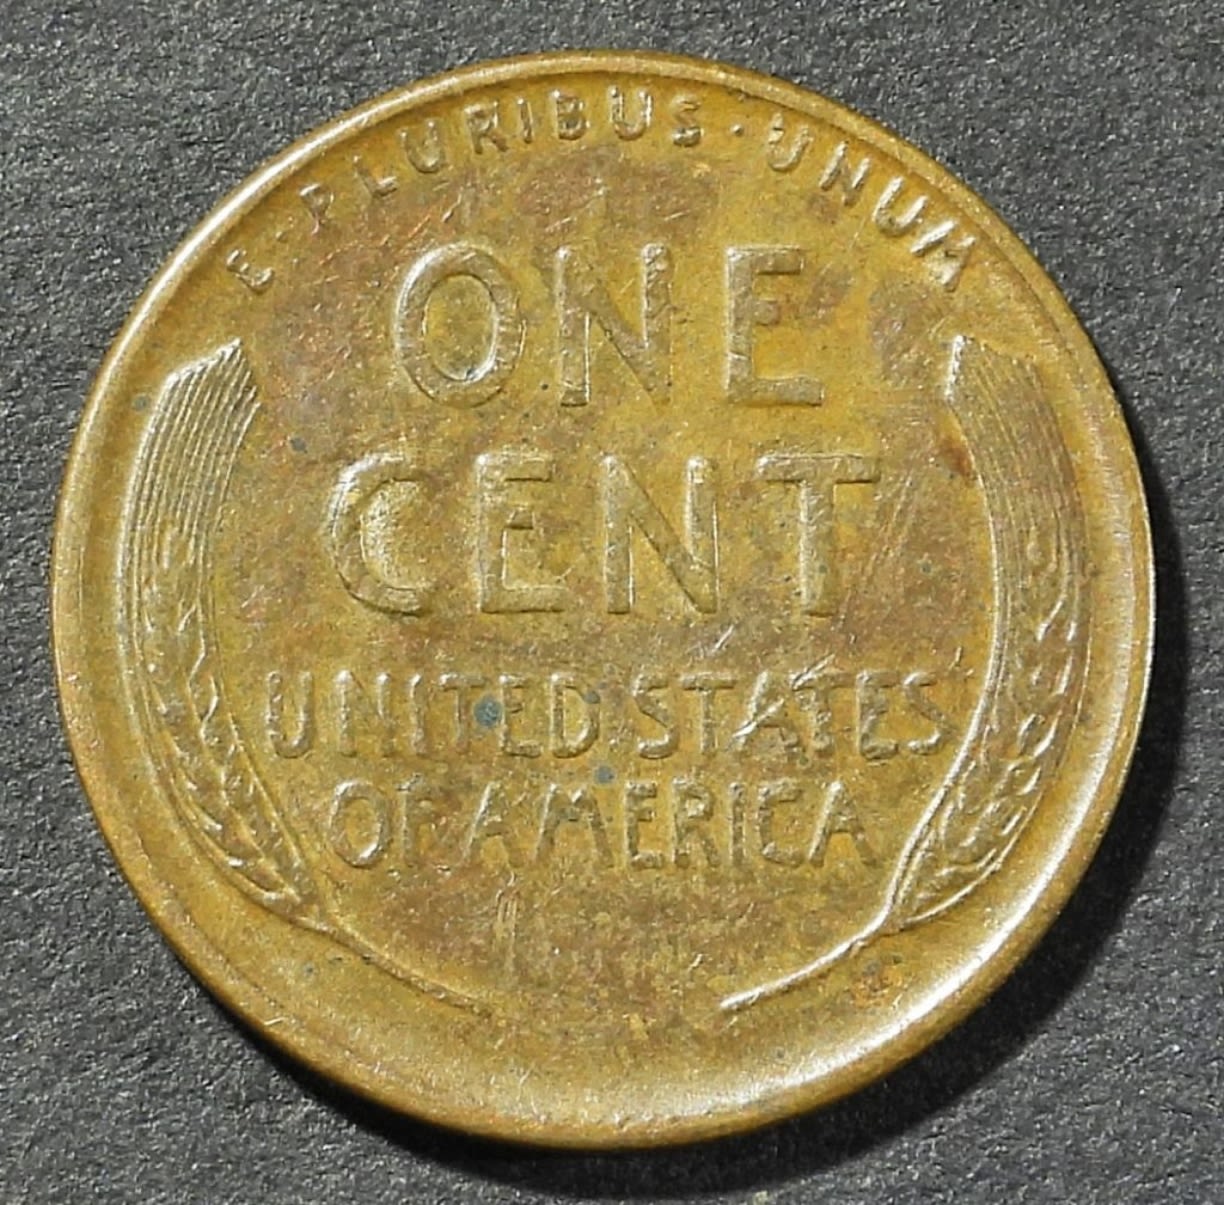 E·PLURIBUS·UNUM
ONE
CENT
UNITED STATES
OF AMERICA